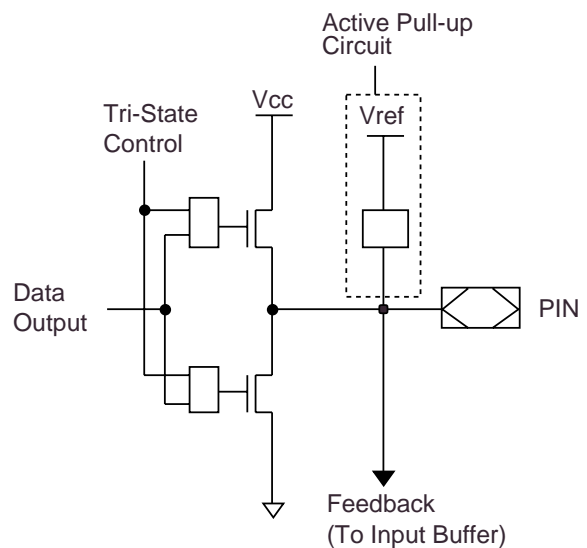 Active Pull-up
Circuit
Vcc
Vref
Tri-State
Control
Data
Output
PIN
Feedback
(To Input Buffer)